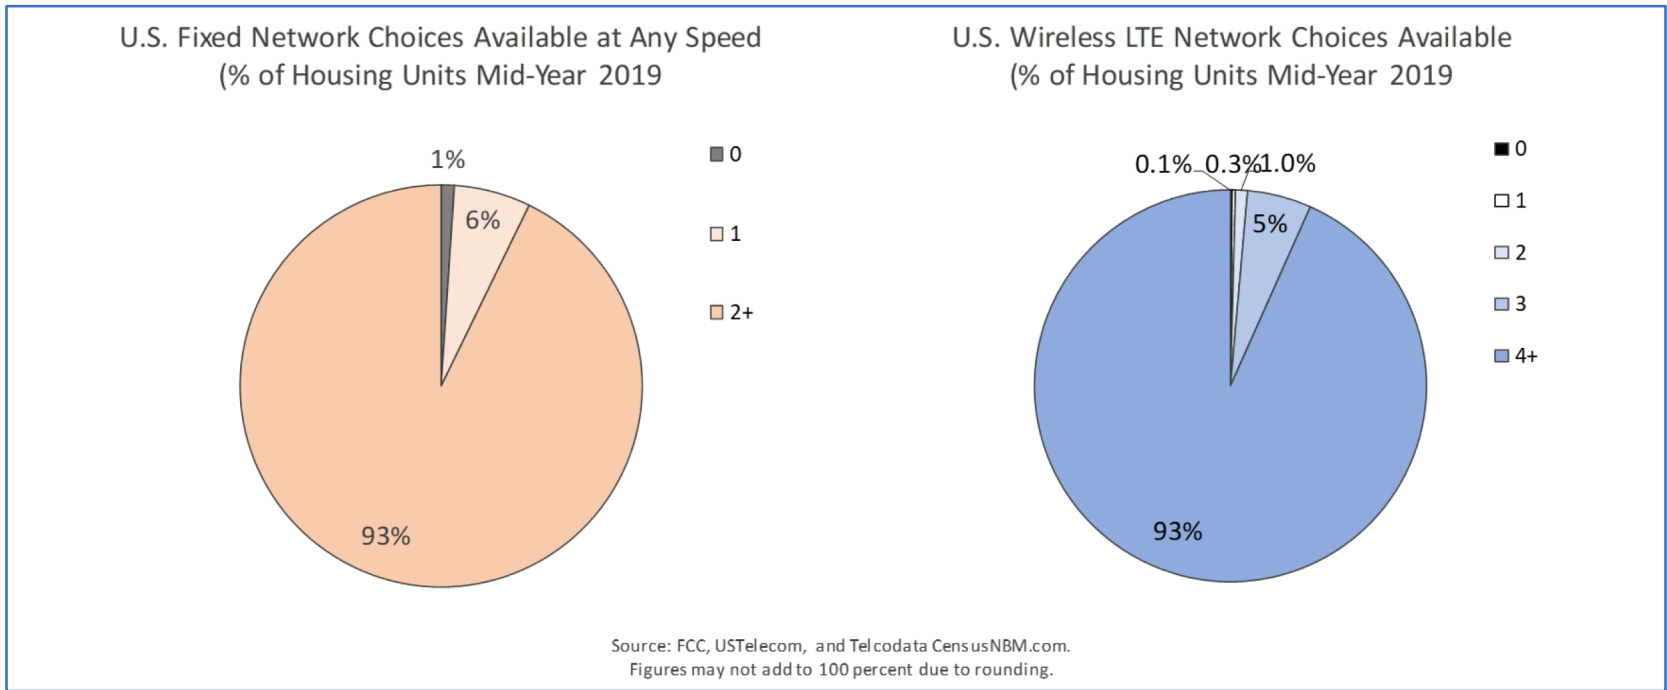 U.S. Fixed Network Choices Available at Any Speed
(% of Housing Units Mid-Year 2019
1%
6%
93%
0
1
2+
U.S. Wireless LTE Network Choices Available
(% of Housing Units Mid-Year 2019
0.1% 0.3% 1.0%
5%
93%
0
1
2
3
4+
Source: FCC, USTelecom, and Telcodata CensusNBM.com.
Figures may not add to 100 percent due to rounding.